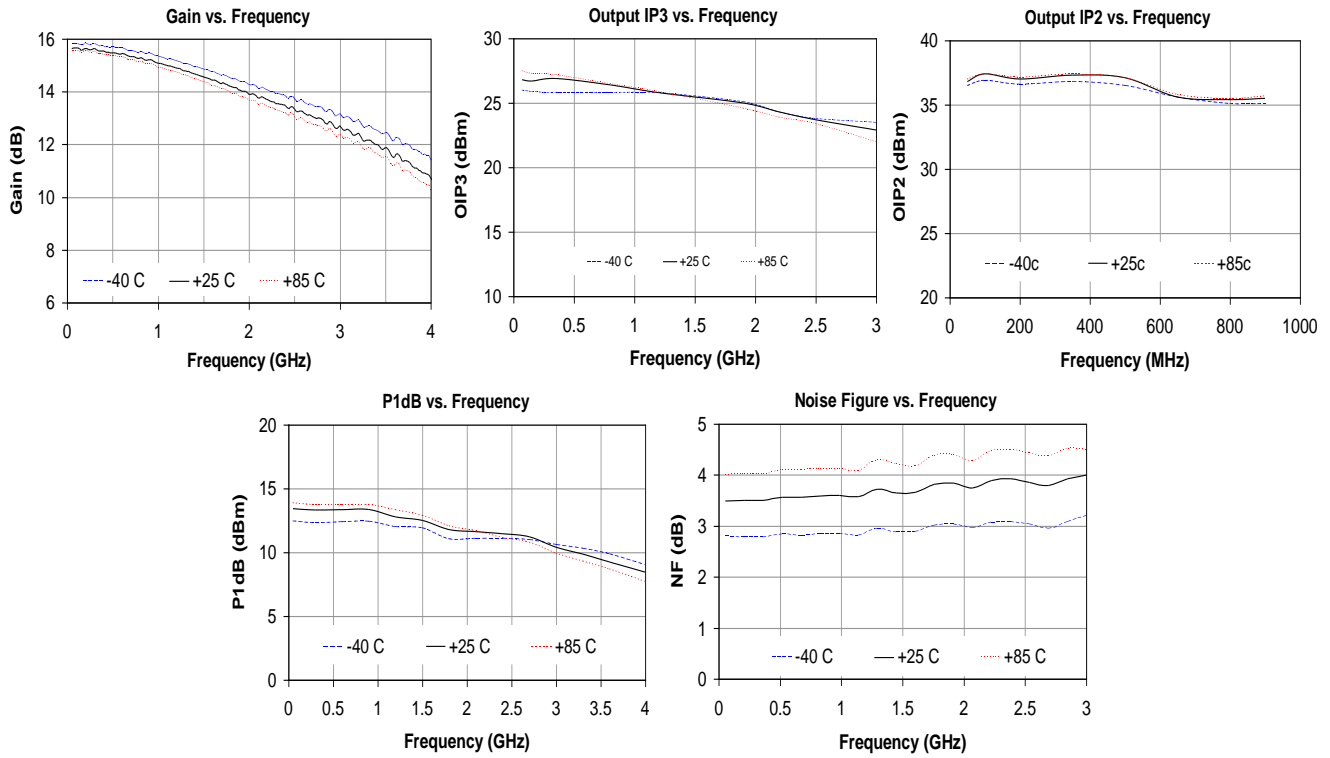 Gain vs. Frequency
16
14
12
10
8
6
Gain (dB)
-40 C
+25 C
+85 C
0
1
2
3
4
Frequency (GHz)
Output IP3 vs. Frequency
30
25
20
15
10
OIP3 (dBm)
-40 C
+25 C
+85 C
0
0.5
1
1.5
2
2.5
3
Frequency (GHz)
Output IP2 vs. Frequency
40
35
30
25
20
OIP2 (dBm)
-40c
+25c
+85c
0
200
400
600
800
1000
Frequency (MHz)
P1dB vs. Frequency
20
15
10
5
0
P1dB (dBm)
-40 C
+25 C
+85 C
0
0.5
1
1.5
2
2.5
3
3.5
4
Frequency (GHz)
Noise Figure vs. Frequency
5
4
3
2
1
0
NF (dB)
-40 C
+25 C
+85 C
0
0.5
1
1.5
2
2.5
3
Frequency (GHz)